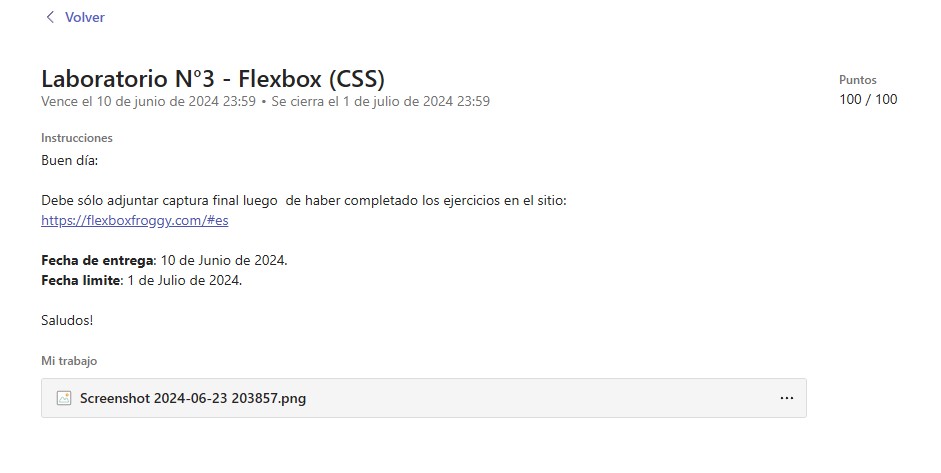 Volver
Laboratorio N°3 - Flexbox (CSS)
Vence el 10 de junio de 2024 23:59 • Se cierra el 1 de julio de 2024 23:59
Puntos
100 / 100
Instrucciones
Buen día:
Debe sólo adjuntar captura final luego  de haber completado los ejercicios en el sitio:
https://flexboxfroggy.com/#es
Fecha de entrega: 10 de Junio de 2024.
Fecha limite: 1 de Julio de 2024.
Saludos!
Mi trabajo
Screenshot 2024-06-23 203857.png